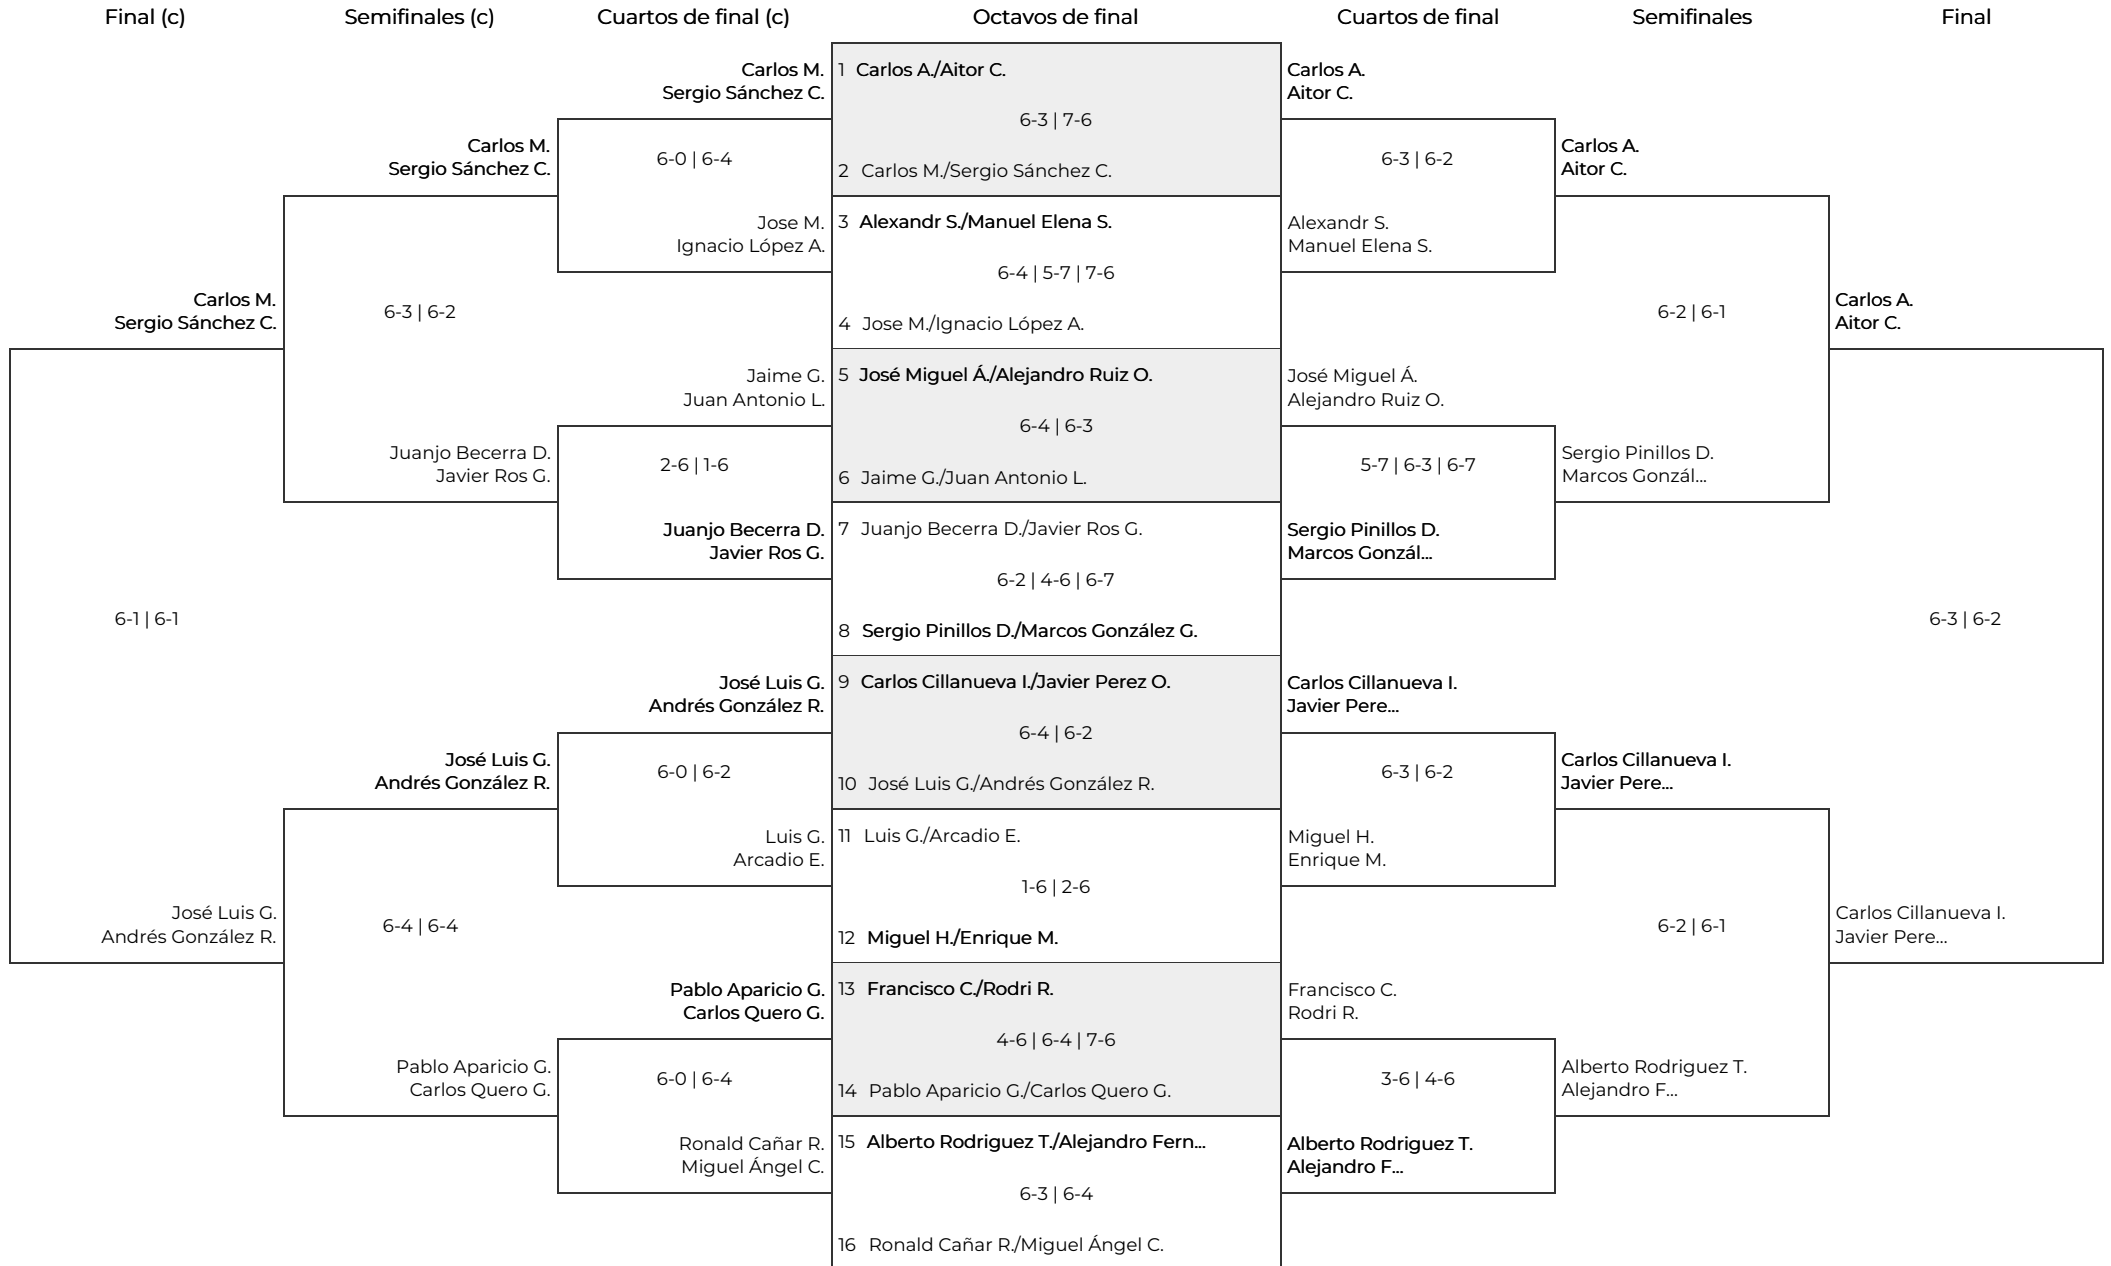 Final (c)
Semifinales (c)
Cuartos de final (c)
Octavos de final
Cuartos de final
Semifinales
Final
Carlos M.
Sergio Sánchez C.
6-1 | 6-1
José Luis G.
Andrés González R.
Carlos M.
Sergio Sánchez C.
6-3 | 6-2
Juanjo Becerra D.
Javier Ros G.
José Luis G.
Andrés González R.
6-4 | 6-4
Pablo Aparicio G.
Carlos Quero G.
Carlos M.
Sergio Sánchez C.
6-0 | 6-4
Jose M.
Ignacio López A.
Jaime G.
Juan Antonio L.
2-6 | 1-6
Juanjo Becerra D.
Javier Ros G.
José Luis G.
Andrés González R.
6-0 | 6-2
Luis G.
Arcadio E.
Pablo Aparicio G.
Carlos Quero G.
6-0 | 6-4
Ronald Cañar R.
Miguel Ángel C.
1 Carlos A./Aitor C.
6-3 | 7-6
2 Carlos M./Sergio Sánchez C.
3 Alexandr S./Manuel Elena S.
6-4 | 5-7 | 7-6
4 Jose M./Ignacio López A.
5 José Miguel Á./Alejandro Ruiz O.
6-4 | 6-3
6 Jaime G./Juan Antonio L.
7 Juanjo Becerra D./Javier Ros G.
6-2 | 4-6 | 6-7
8 Sergio Pinillos D./Marcos González G.
9 Carlos Cillanueva I./Javier Perez O.
6-4 | 6-2
10 José Luis G./Andrés González R.
11 Luis G./Arcadio E.
1-6 | 2-6
12 Miguel H./Enrique M.
13 Francisco C./Rodri R.
4-6 | 6-4 | 7-6
14 Pablo Aparicio G./Carlos Quero G.
15 Alberto Rodriguez T./Alejandro Fern...
6-3 | 6-4
16 Ronald Cañar R./Miguel Ángel C.
Carlos A.
Aitor C.
6-3 | 6-2
Alexandr S.
Manuel Elena S.
José Miguel Á.
Alejandro Ruiz O.
5-7 | 6-3 | 6-7
Sergio Pinillos D.
Marcos Gonzál...
Carlos Cillanueva I.
Javier Pere...
6-3 | 6-2
Miguel H.
Enrique M.
Francisco C.
Rodri R.
3-6 | 4-6
Alberto Rodriguez T.
Alejandro F...
Carlos A.
Aitor C.
6-2 | 6-1
Sergio Pinillos D.
Marcos Gonzál...
Carlos Cillanueva I.
Javier Pere...
6-2 | 6-1
Alberto Rodriguez T.
Alejandro F...
Carlos A.
Aitor C.
6-3 | 6-2
Carlos Cillanueva I.
Javier Pere...